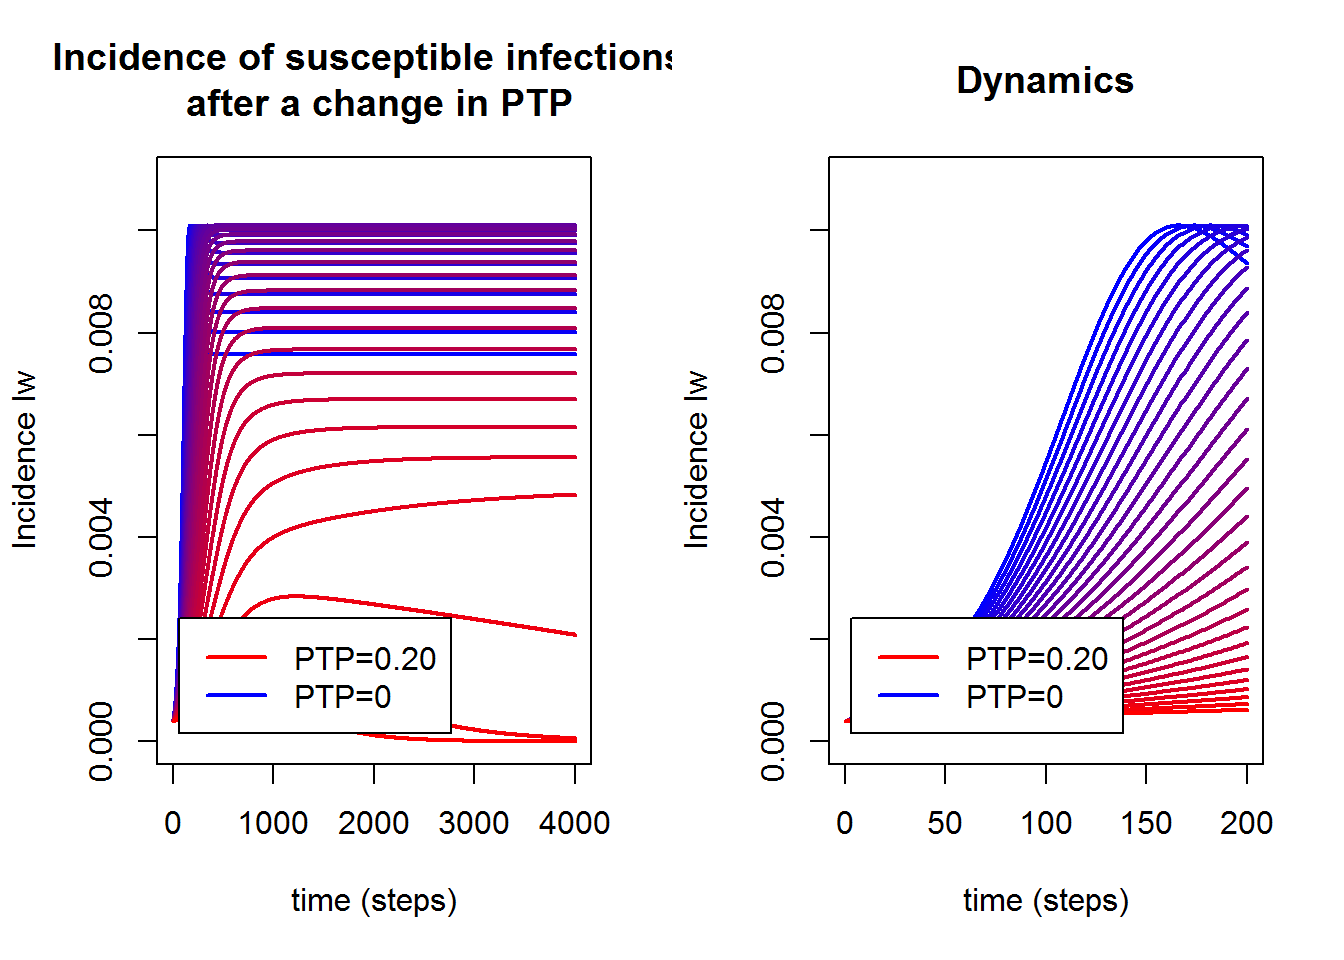 Incidence of susceptible infections
after a change in PTP
Incidence Iw
0.008
0.004
0.000
PTP=0.20
PTP=0
0 1000 2000 3000 4000
time (steps)
Dynamics
Incidence Iw
0.008
0.004
0.000
PTP=0.20
PTP=0
0 50 100 150 200
time (steps)